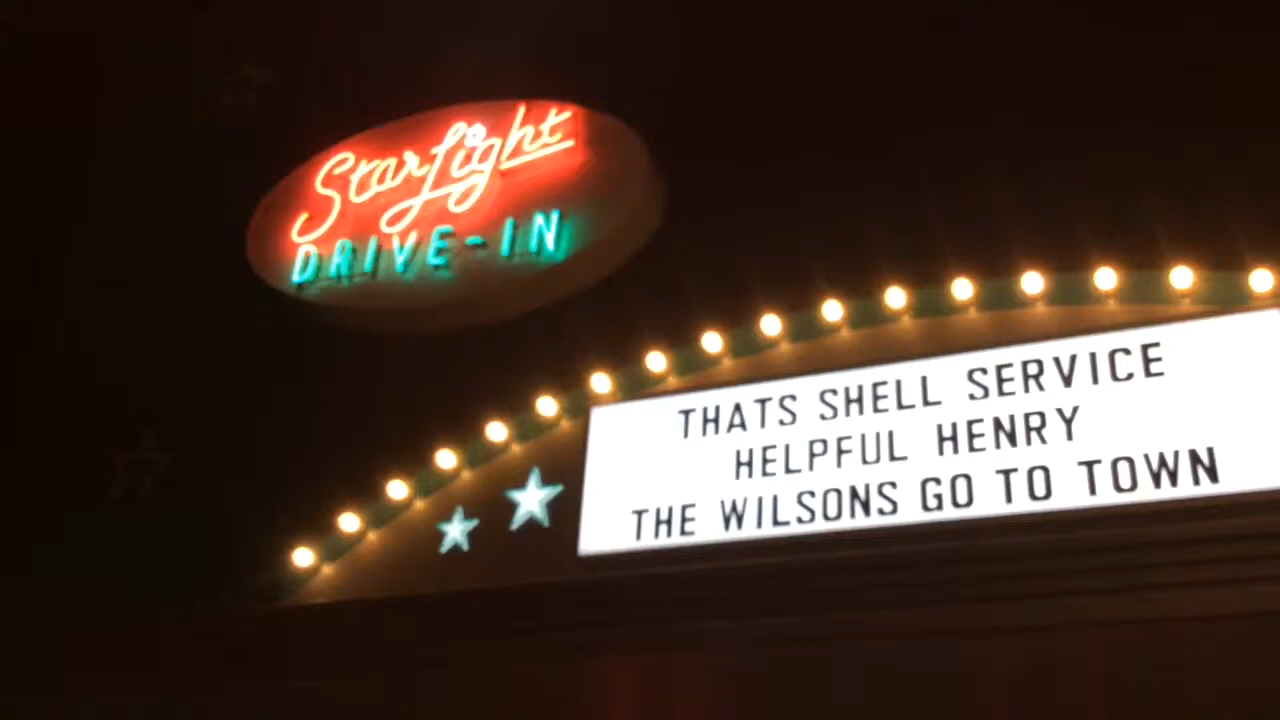 StarLight
DRIVE-IN
THATS SHELL SERVICE
HELPFUL HENRY
THE WILSONS GO TO TOWN